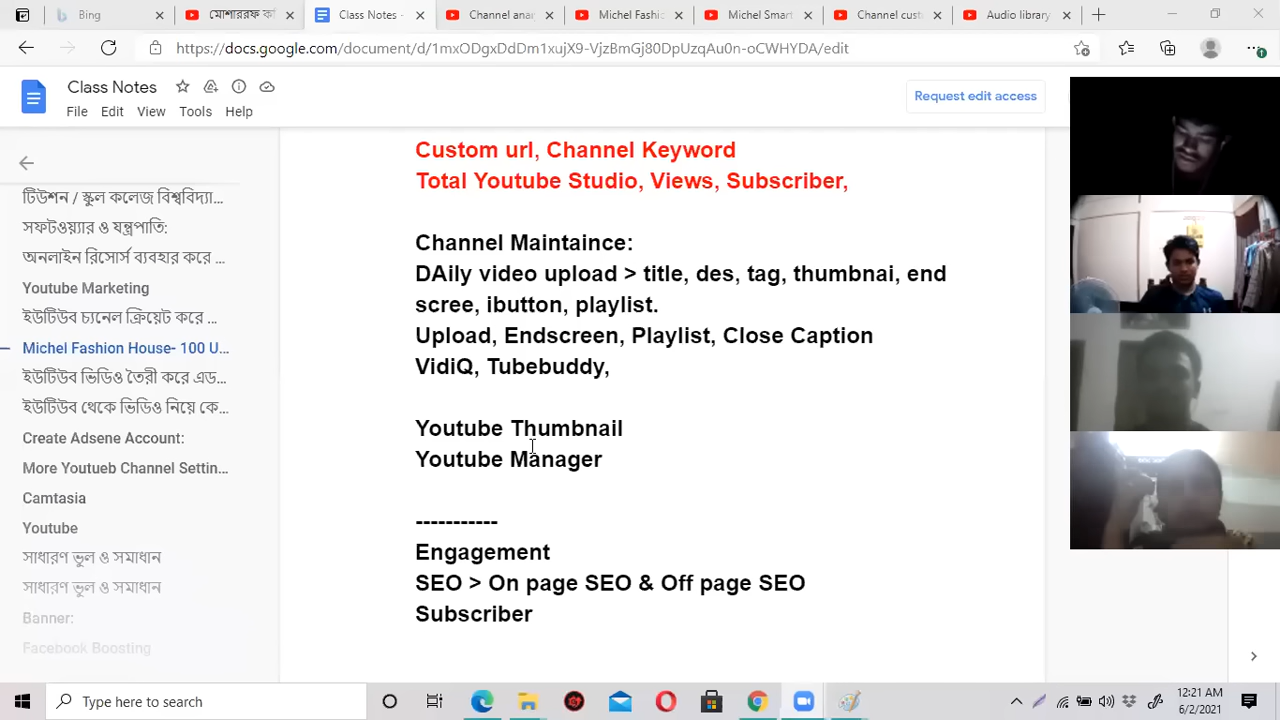 মোশাররফ ক
Class Notes
Michel Fash
Michel Smart
Custom cont
Audio library
https://docs.google.com/document/d/1mxODgxDdDm1xujX9-VjzBmGj80DpUzqAu0n-oCWHYDA/edit
Class Notes
File Edit View Tools Help
Request edit access
টিউশন / স্কুল কলেজ বিশ্ববিদ্যা...
সফটওয়্যার ও যন্ত্রপাতি:
অনলাইন রিসোর্স ব্যবহার করে ...
Youtube Marketing
ইউটিউব চ্যনেল ক্রিয়েট করে ...
Michel Fashion House- 100 U...
ইউটিউব ভিডিও তৈরী করে এড...
ইউটিউব থেকে ভিডিও নিয়ে কে...
Create Adsene Account:
More Youtueb Channel Settin...
Camtasia
Youtube
সাধারণ ভুল ও সমাধান
সাধারণ ভুল ও সমাধান
Banner:
Facebook Boosting
Custom url, Channel Keyword
Total Youtube Studio, Views, Subscriber,
Channel Maintaince:
DAily video upload > title, des, tag, thumbnai, end
scree, ibutton, playlist.
Upload, Endscreen, Playlist, Close Caption
VidiQ, Tubebuddy,
Youtube Thumbnail
Youtube Manager
-----------
Engagement
SEO > On page SEO & Off page SEO
Subscriber
Type here to search
12:21 AM
6/2/2021